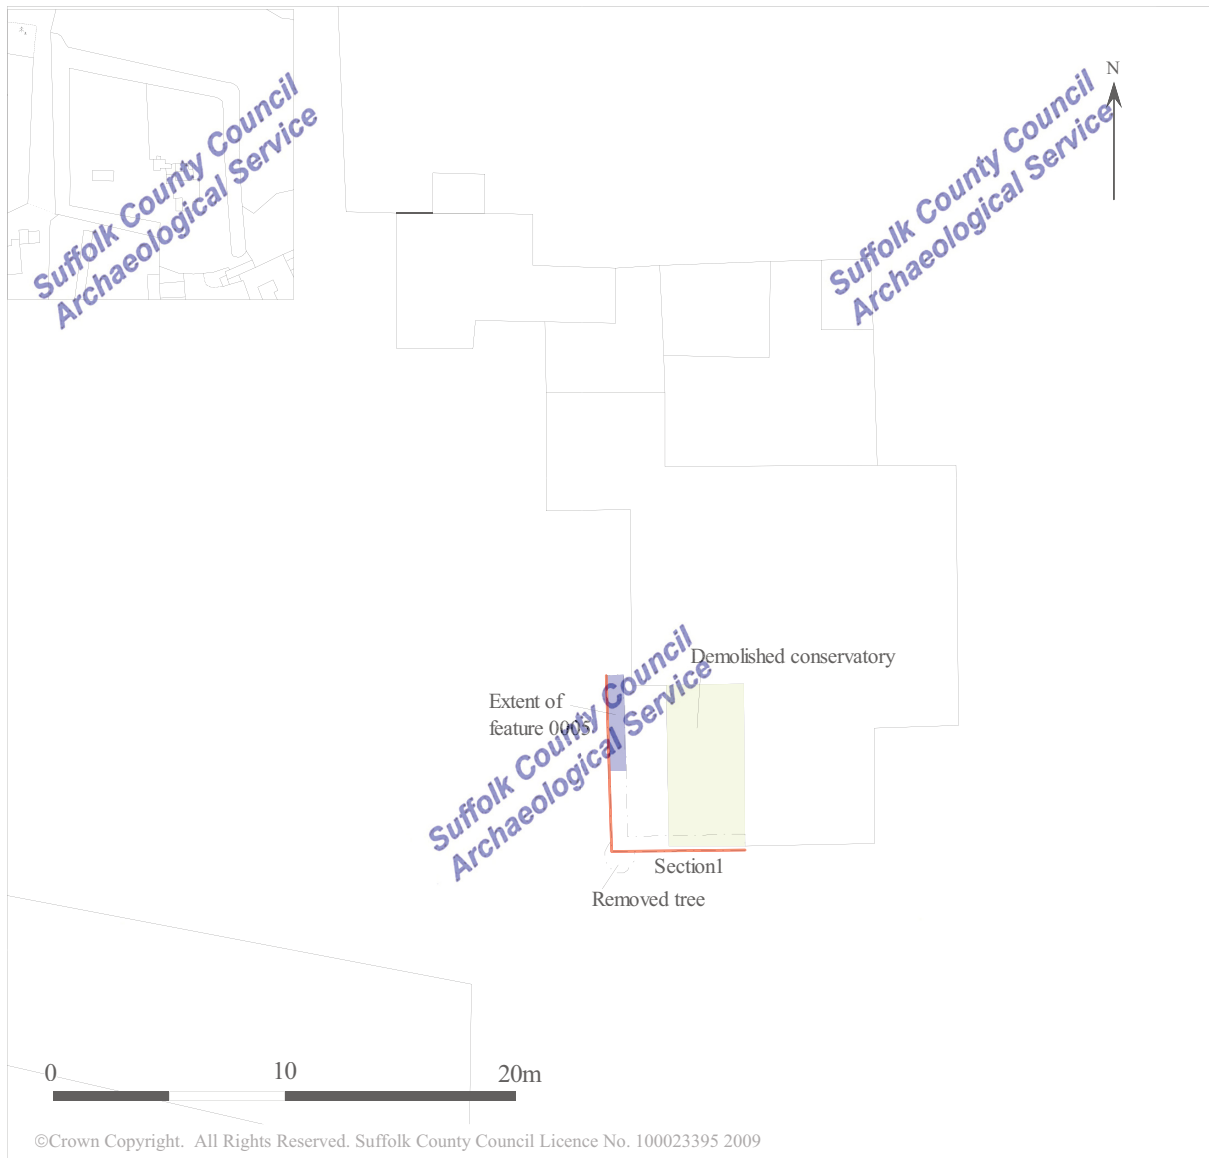 Suffolk County Council
Archaeological Service
N
Suffolk County Council
Archaeological Service
Demolished conservatory
Extent of
feature 0005
Suffolk County Council
Archaeological Service
Section1
Removed tree
0 10 20m
©Crown Copyright. All Rights Reserved. Suffolk County Council Licence No. 100023395 2009